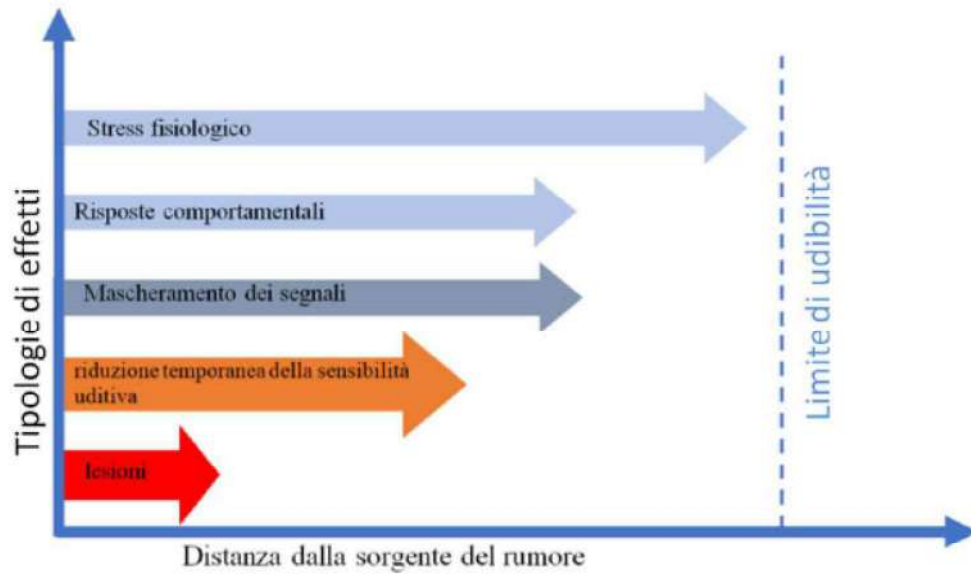 Tipologie di effetti
Stress fisiologico
Risposte comportamentali
Mascheramento dei segnali
riduzione temporanea della sensibilità
uditiva
lesioni
Limite di udibilità
Distanza dalla sorgente del rumore